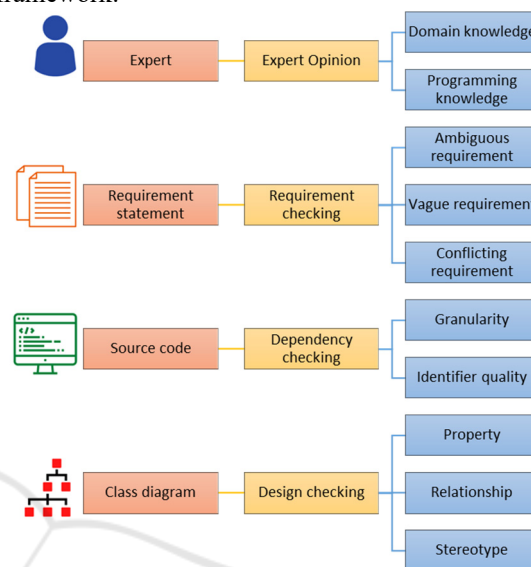 framework.
Expert
Expert Opinion
Domain knowledge
Programming
knowledge
Requirement
statement
Requirement
checking
Ambiguous
requirement
Vague requirement
Conflicting
requirement
Source code
Dependency
checking
Granularity
Identifier quality
Class diagram
Design checking
Property
Relationship
Stereotype